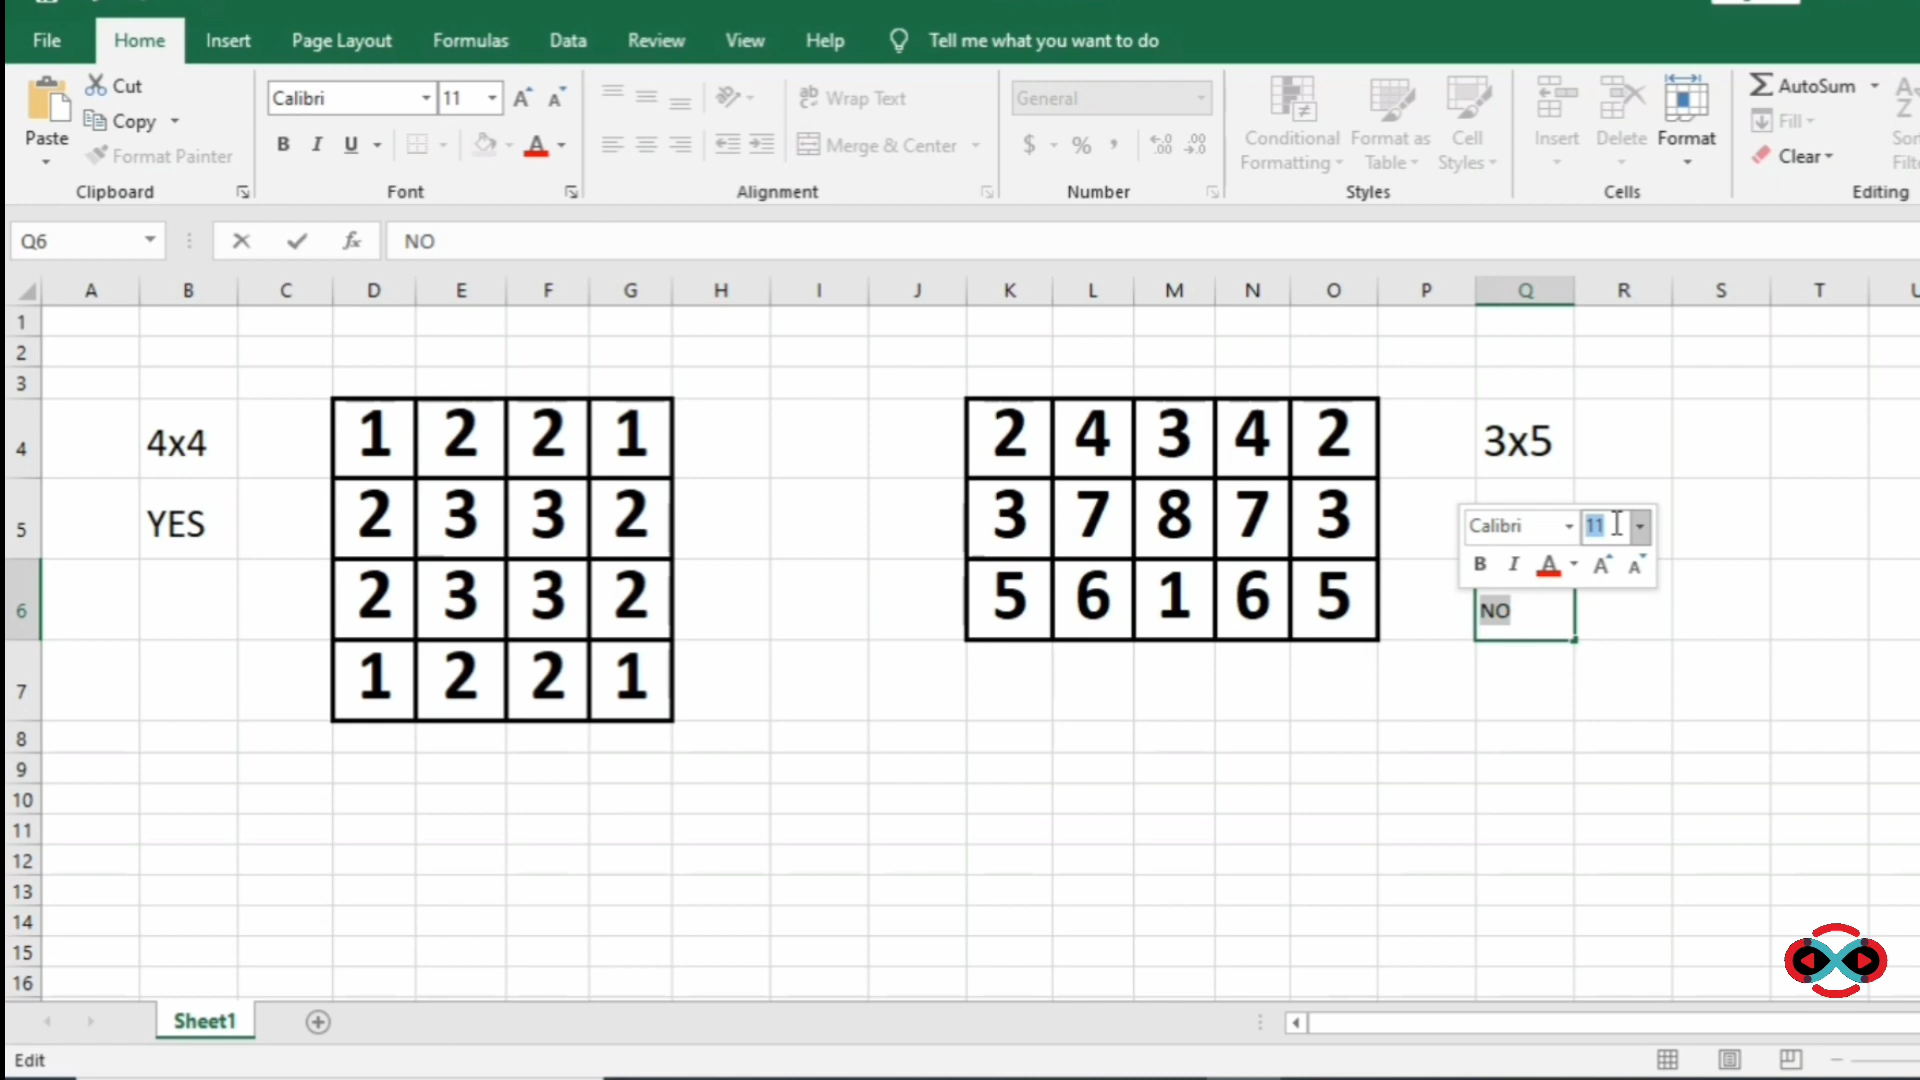 File Home Insert Page Layout Formulas Data Review View Help Tell me what you want to do
Paste
Cut
Copy
Format Painter
Clipboard
Calibri 11 A A
B I U A
Font
Wrap Text
Merge & Center
Alignment
General
$ % , .00 .00
Number
Conditional Formatting
Format as Table
Cell Styles
Styles
Insert Delete Format
Cells
AutoSum
Fill
Clear
Editing
Q6 fx NO
A B C D E F G H I J K L M N O P Q R S T
1
2
3
4 4x4 1 2 2 1 2 4 3 4 2 3x5
5 YES 2 3 3 2 3 7 8 7 3
Calibri 11
B I A A A
6 2 3 3 2 5 6 1 6 5 NO
7 1 2 2 1
8
9
10
11
12
13
14
15
16
Sheet1
Edit